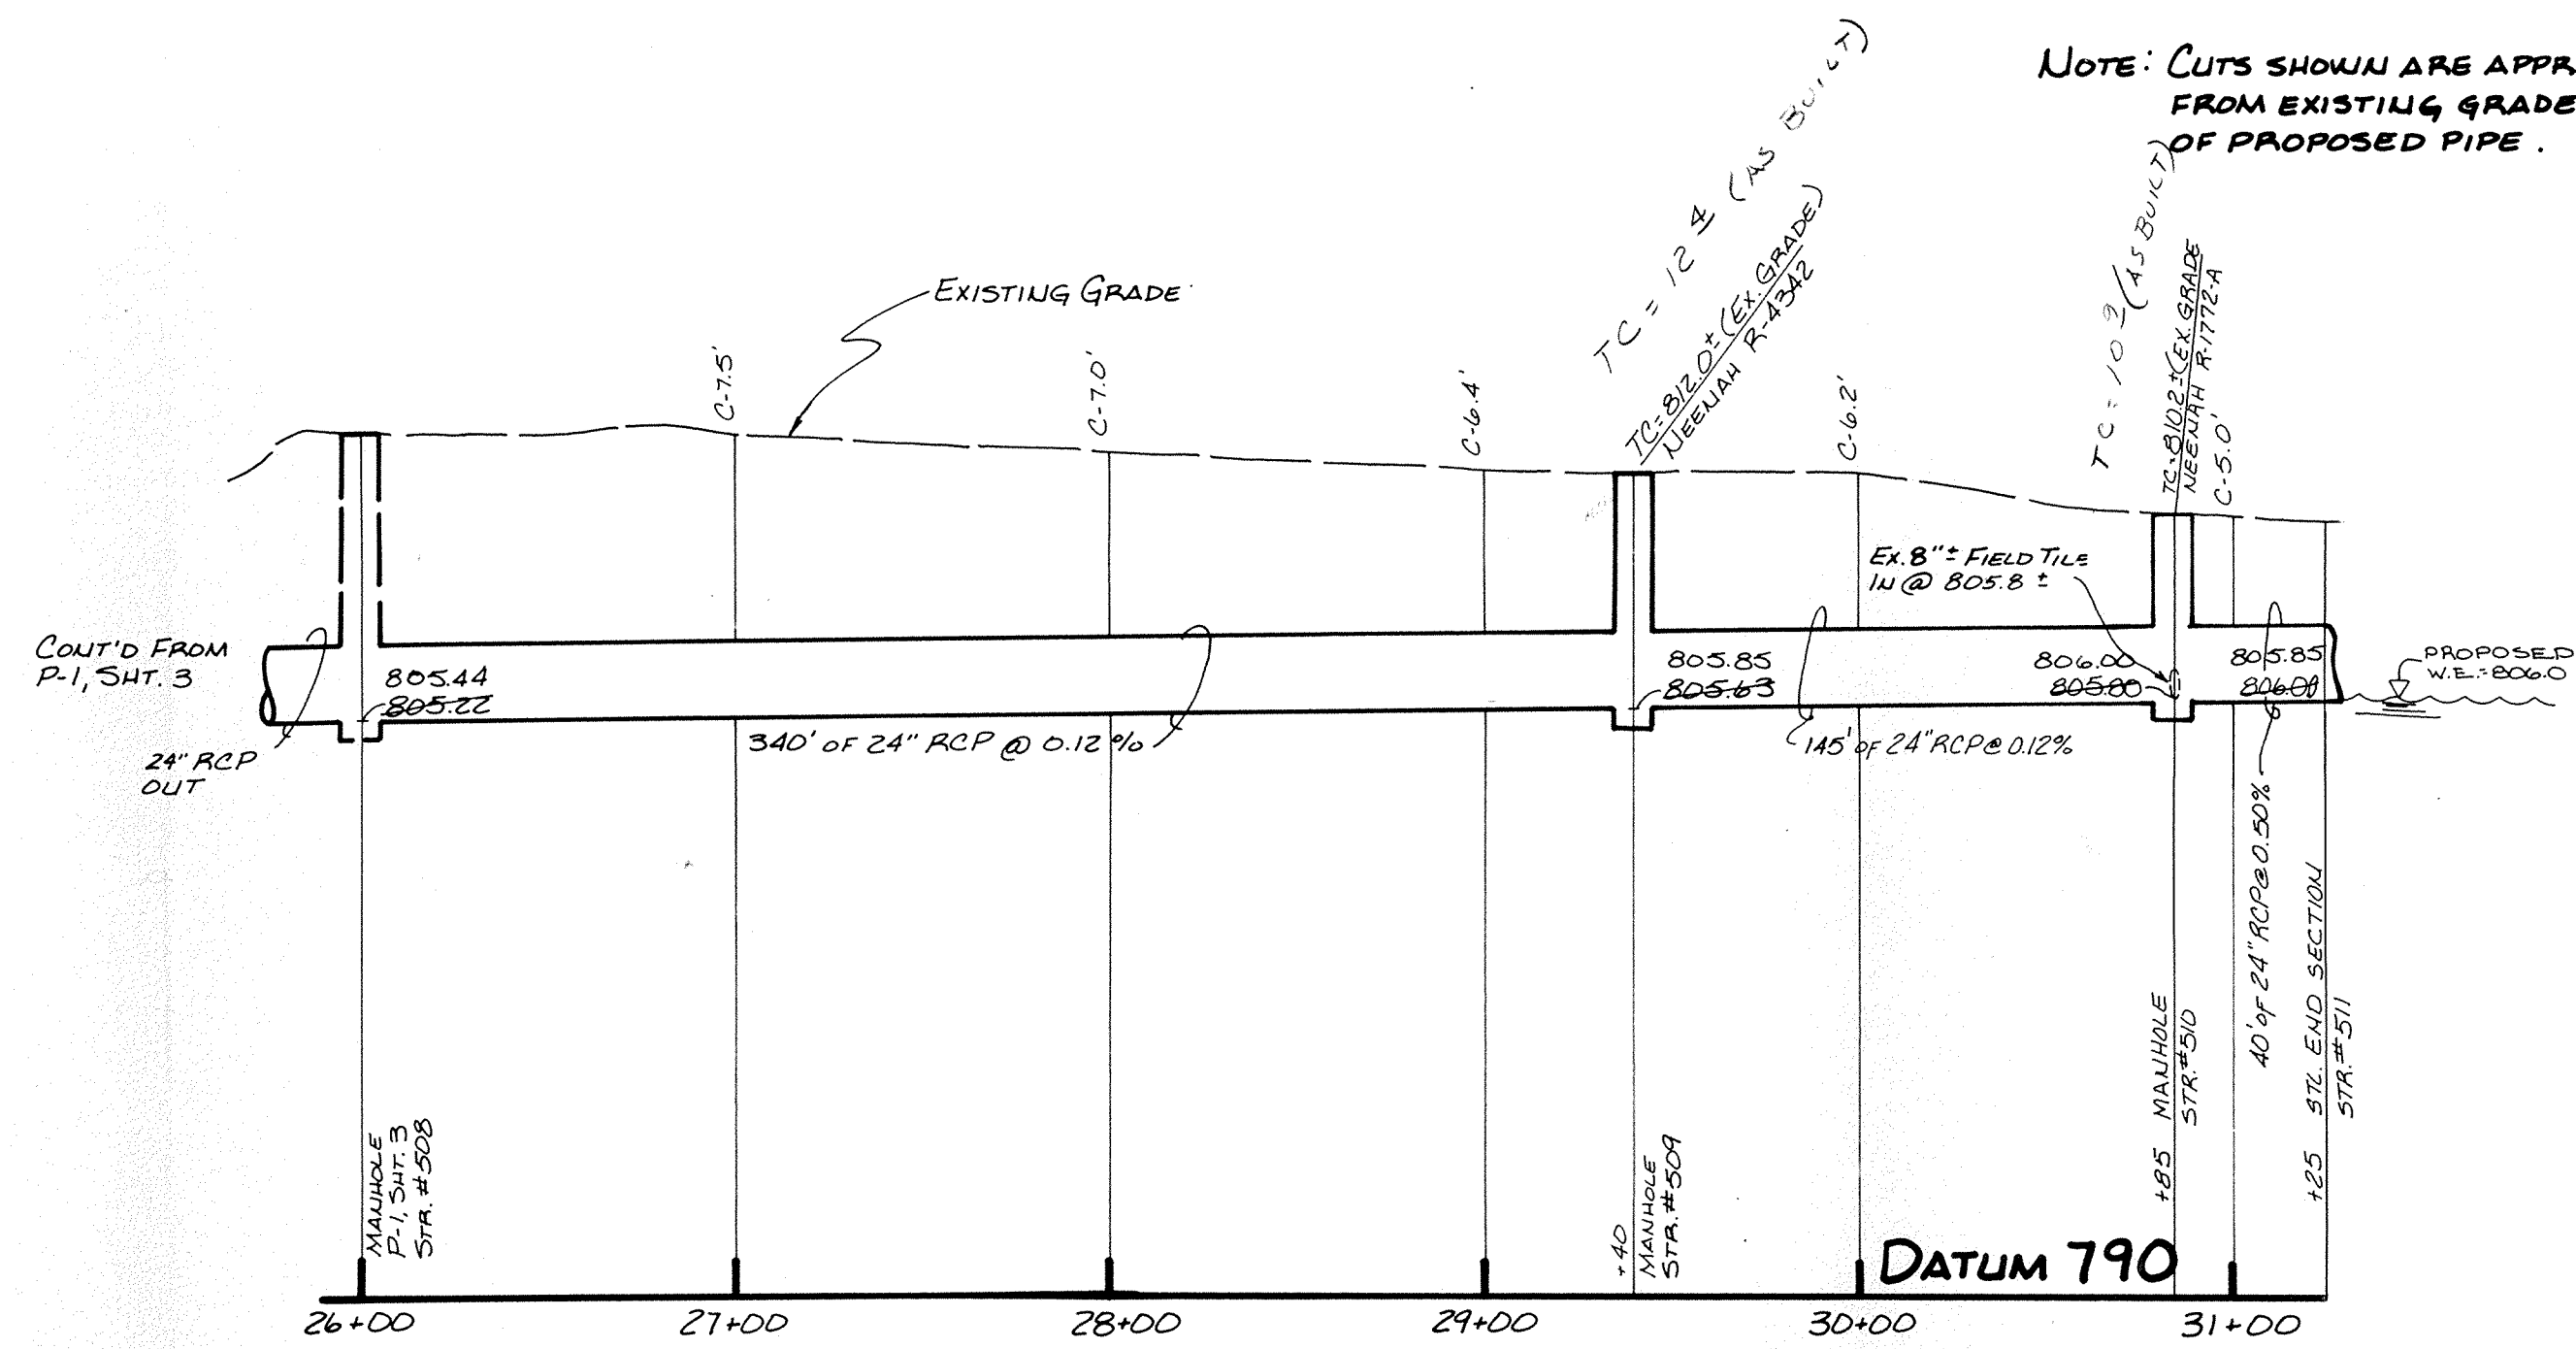 NOTE: CUTS SHOWN ARE APPR
FROM EXISTING GRADE
OF PROPOSED PIPE.
EXISTING GRADE
C-7.5'
C-7.0'
C-6.4'
TC = 12 4 (AS BUILT)
TC=812.0± (EX. GRADE)
NEENAH R-4342
C-6.2'
TC = 10 2 (AS BUILT)
TC=810.2±(EX. GRADE
NEENAH R-1772-A
C-5.0'
EX. 8"± FIELD TILE
IN @ 805.8 ±
CONT'D FROM
P-1, SHT. 3
805.44
805.22
805.85
805.63
806.00
805.80
805.85
806.00
PROPOSED
W.E.=806.0
24" RCP
OUT
340' OF 24" RCP @ 0.12 %
145' OF 24" RCP @ 0.12%
40' OF 24" RCP @ 0.50%
MANHOLE
P-1, SHT. 3
STR. #508
+40
MANHOLE
STR. #509
+85 MANHOLE
STR. #510
+25 STL. END SECTION
STR. #511
DATUM 790
26+00
27+00
28+00
29+00
30+00
31+00